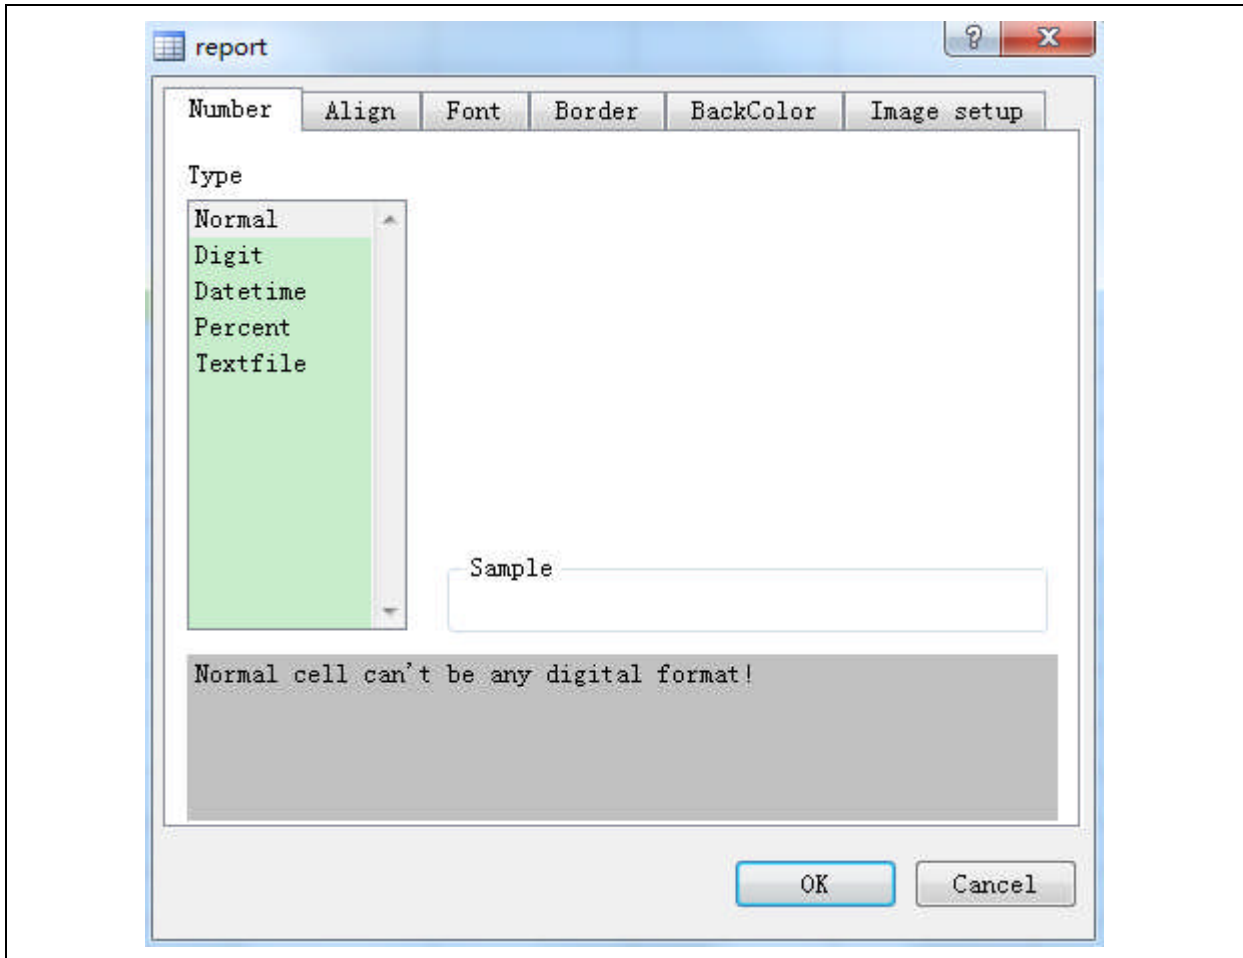 report
Number Align Font Border BackColor Image setup
Type
Normal
Digit
Datetime
Percent
Textfile
Sample
Normal cell can't be any digital format!
OK Cancel